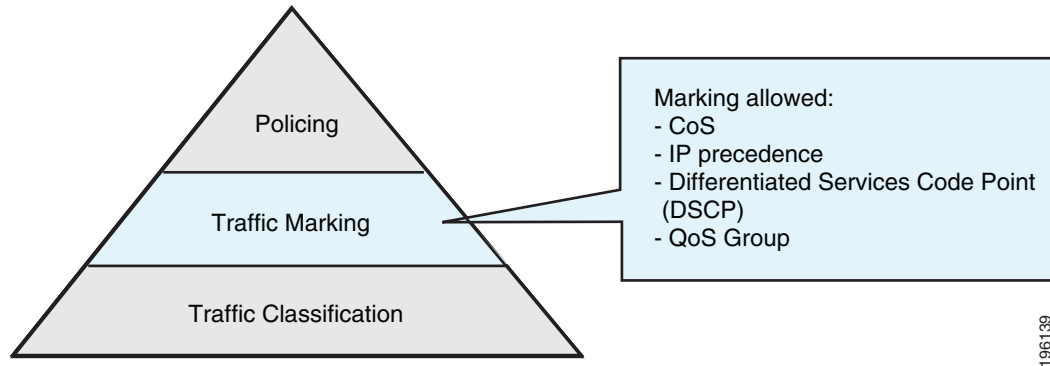 Policing
Traffic Marking
Traffic Classification
Marking allowed:
- CoS
- IP precedence
- Differentiated Services Code Point
(DSCP)
- QoS Group
196139